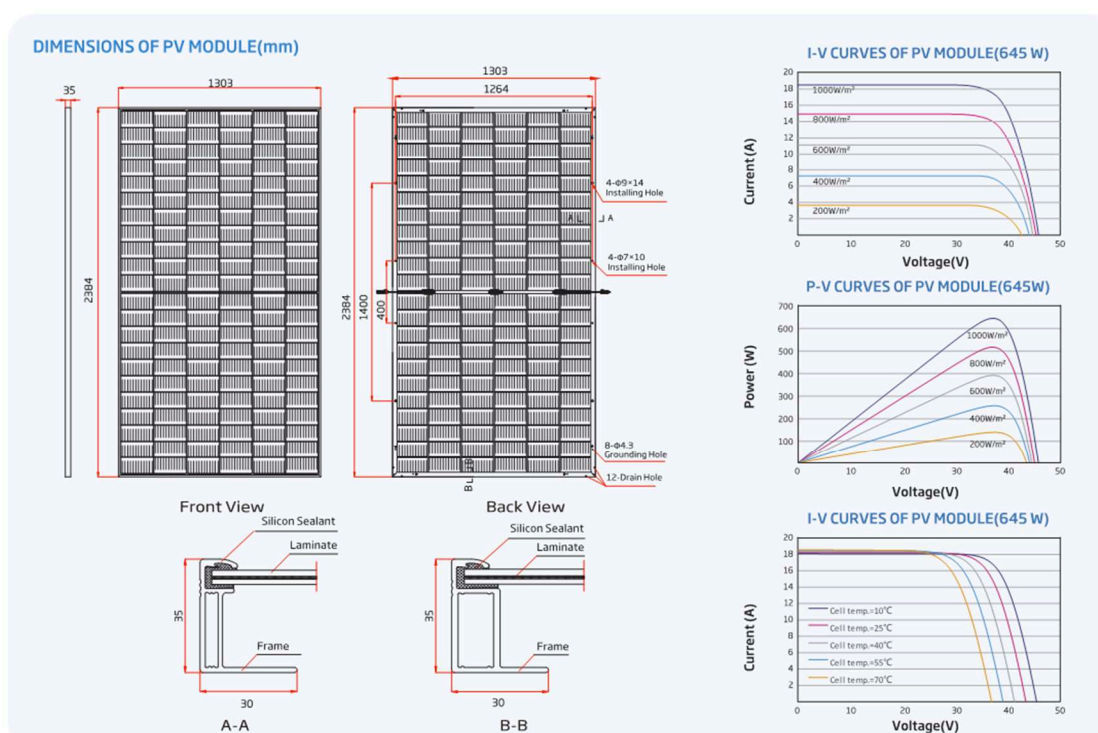 DIMENSIONS OF PV MODULE(mm)
35
1303
2384
Front View
1303
1264
2384
1400
400
4-Φ9×14
Installing Hole
A
A
4-Φ7×10
Installing Hole
8-Φ4.3
Grounding Hole
12-Drain Hole
B
B
Back View
Silicon Sealant
Laminate
35
Frame
30
A-A
Silicon Sealant
Laminate
35
Frame
30
B-B
I-V CURVES OF PV MODULE(645 W)
Current (A)
20
18
16
14
12
10
8
6
4
2
1000W/m²
800W/m²
600W/m²
400W/m²
200W/m²
0 10 20 30 40 50
Voltage(V)
P-V CURVES OF PV MODULE(645W)
Power (W)
700
600
500
400
300
200
100
1000W/m²
800W/m²
600W/m²
400W/m²
200W/m²
0 10 20 30 40 50
Voltage(V)
I-V CURVES OF PV MODULE(645 W)
Current (A)
20
18
16
14
12
10
8
6
4
2
Cell temp.=10℃
Cell temp.=25℃
Cell temp.=40℃
Cell temp.=55℃
Cell temp.=70℃
0 10 20 30 40 50
Voltage(V)